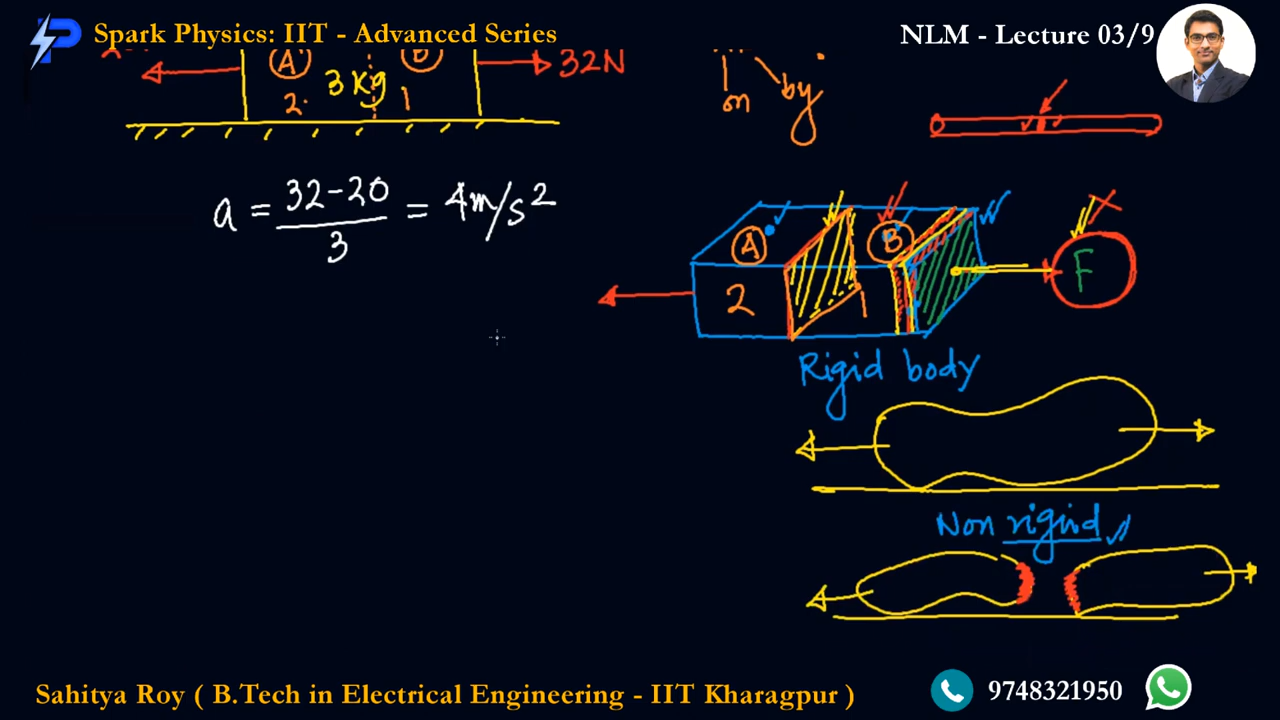 Spark Physics: IIT - Advanced Series
NLM - Lecture 03/9
A B
3 kg
2. 1
32N
on by
a = 32-20 / 3 = 4m/s²
A B
2 1
F
Rigid body
Non rigid
Sahitya Roy ( B.Tech in Electrical Engineering - IIT Kharagpur )
9748321950